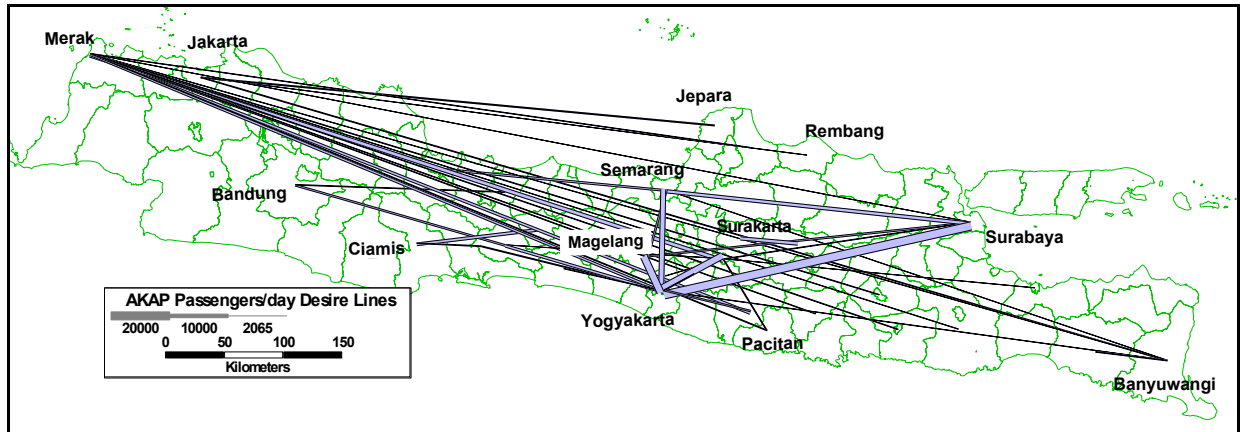 Merak
Jakarta
Jepara
Rembang
Semarang
Bandung
Surakarta
Magelang
Surabaya
Ciamis
AKAP Passengers/day Desire Lines
20000 10000 2065
0 50 100 150
Kilometers
Yogyakarta
Pacitan
Banyuwangi